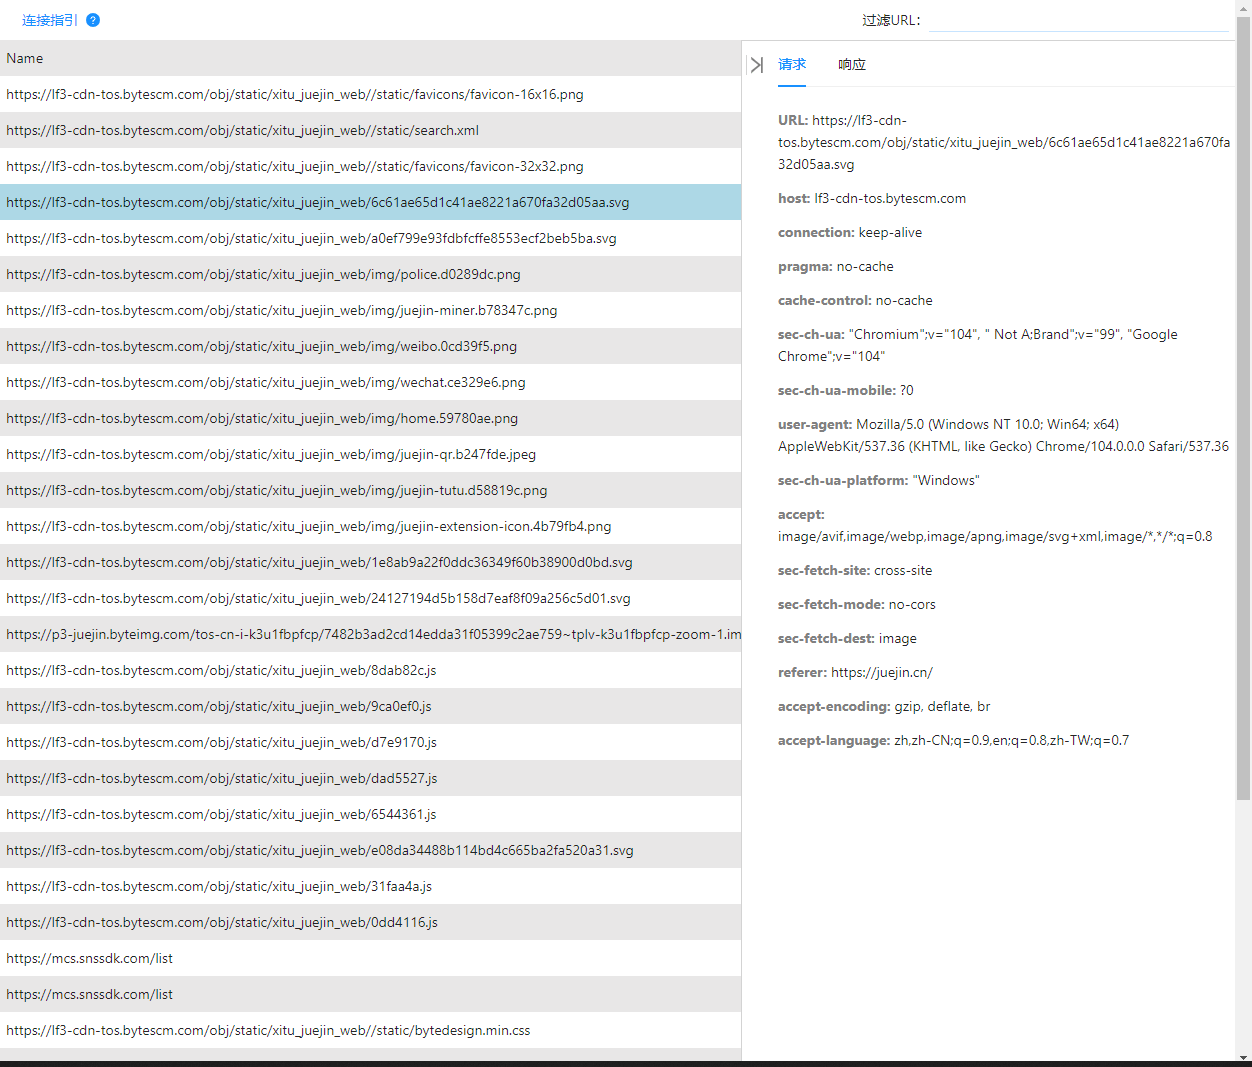 连接指引 ?
过滤URL:
Name
https://lf3-cdn-tos.bytescm.com/obj/static/xitu_juejin_web//static/favicons/favicon-16x16.png
https://lf3-cdn-tos.bytescm.com/obj/static/xitu_juejin_web//static/search.xml
https://lf3-cdn-tos.bytescm.com/obj/static/xitu_juejin_web//static/favicons/favicon-32x32.png
https://lf3-cdn-tos.bytescm.com/obj/static/xitu_juejin_web/6c61ae65d1c41ae8221a670fa32d05aa.svg
https://lf3-cdn-tos.bytescm.com/obj/static/xitu_juejin_web/a0ef799e93fdbfcffe8553ecf2beb5ba.svg
https://lf3-cdn-tos.bytescm.com/obj/static/xitu_juejin_web/img/police.d0289dc.png
https://lf3-cdn-tos.bytescm.com/obj/static/xitu_juejin_web/img/juejin-miner.b78347c.png
https://lf3-cdn-tos.bytescm.com/obj/static/xitu_juejin_web/img/weibo.0cd39f5.png
https://lf3-cdn-tos.bytescm.com/obj/static/xitu_juejin_web/img/wechat.ce329e6.png
https://lf3-cdn-tos.bytescm.com/obj/static/xitu_juejin_web/img/home.59780ae.png
https://lf3-cdn-tos.bytescm.com/obj/static/xitu_juejin_web/img/juejin-qr.b247fde.jpeg
https://lf3-cdn-tos.bytescm.com/obj/static/xitu_juejin_web/img/juejin-tutu.d58819c.png
https://lf3-cdn-tos.bytescm.com/obj/static/xitu_juejin_web/img/juejin-extension-icon.4b79fb4.png
https://lf3-cdn-tos.bytescm.com/obj/static/xitu_juejin_web/1e8ab9a22f0ddc36349f60b38900d0bd.svg
https://lf3-cdn-tos.bytescm.com/obj/static/xitu_juejin_web/24127194d5b158d7eaf8f09a256c5d01.svg
https://p3-juejin.byteimg.com/tos-cn-i-k3u1fbpfcp/7482b3ad2cd14edda31f05399c2ae759~tplv-k3u1fbpfcp-zoom-1.im
https://lf3-cdn-tos.bytescm.com/obj/static/xitu_juejin_web/8dab82c.js
https://lf3-cdn-tos.bytescm.com/obj/static/xitu_juejin_web/9ca0ef0.js
https://lf3-cdn-tos.bytescm.com/obj/static/xitu_juejin_web/d7e9170.js
https://lf3-cdn-tos.bytescm.com/obj/static/xitu_juejin_web/dad5527.js
https://lf3-cdn-tos.bytescm.com/obj/static/xitu_juejin_web/6544361.js
https://lf3-cdn-tos.bytescm.com/obj/static/xitu_juejin_web/e08da34488b114bd4c665ba2fa520a31.svg
https://lf3-cdn-tos.bytescm.com/obj/static/xitu_juejin_web/31faa4a.js
https://lf3-cdn-tos.bytescm.com/obj/static/xitu_juejin_web/0dd4116.js
https://mcs.snssdk.com/list
https://mcs.snssdk.com/list
https://lf3-cdn-tos.bytescm.com/obj/static/xitu_juejin_web//static/bytedesign.min.css
请求 响应
URL: https://lf3-cdn-
tos.bytescm.com/obj/static/xitu_juejin_web/6c61ae65d1c41ae8221a670fa
32d05aa.svg
host: lf3-cdn-tos.bytescm.com
connection: keep-alive
pragma: no-cache
cache-control: no-cache
sec-ch-ua: "Chromium";v="104", " Not A;Brand";v="99", "Google
Chrome";v="104"
sec-ch-ua-mobile: ?0
user-agent: Mozilla/5.0 (Windows NT 10.0; Win64; x64)
AppleWebKit/537.36 (KHTML, like Gecko) Chrome/104.0.0.0 Safari/537.36
sec-ch-ua-platform: "Windows"
accept:
image/avif,image/webp,image/apng,image/svg+xml,image/*,*/*;q=0.8
sec-fetch-site: cross-site
sec-fetch-mode: no-cors
sec-fetch-dest: image
referer: https://juejin.cn/
accept-encoding: gzip, deflate, br
accept-language: zh,zh-CN;q=0.9,en;q=0.8,zh-TW;q=0.7